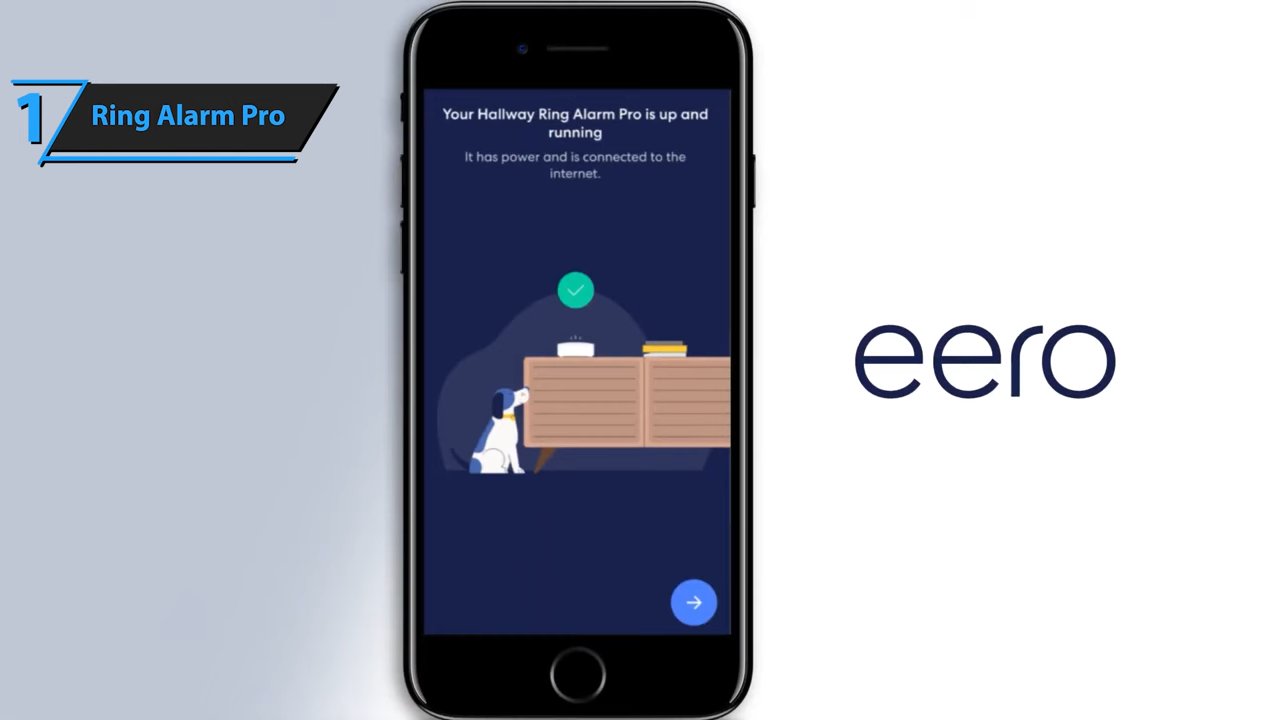 1
Ring Alarm Pro
Your Hallway Ring Alarm Pro is up and
running
It has power and is connected to the
internet.
eero